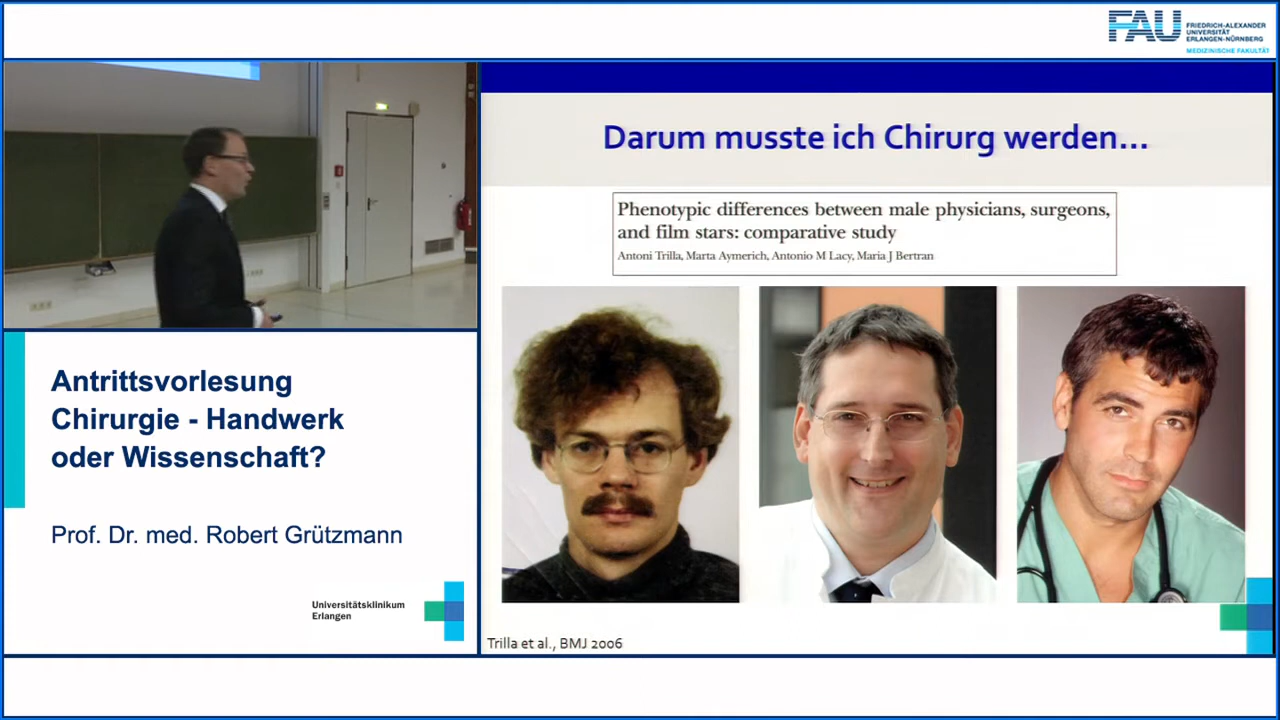 FAU
FRIEDRICH-ALEXANDER
UNIVERSITÄT
ERLANGEN-NÜRNBERG
MEDIZINISCHE FAKULTÄT
Darum musste ich Chirurg werden...
Phenotypic differences between male physicians, surgeons,
and film stars: comparative study
Antoni Trilla, Marta Aymerich, Antonio M Lacy, Maria J Bertran
Antrittsvorlesung
Chirurgie - Handwerk
oder Wissenschaft?
Prof. Dr. med. Robert Grützmann
Universitätsklinikum
Erlangen
Trilla et al., BMJ 2006